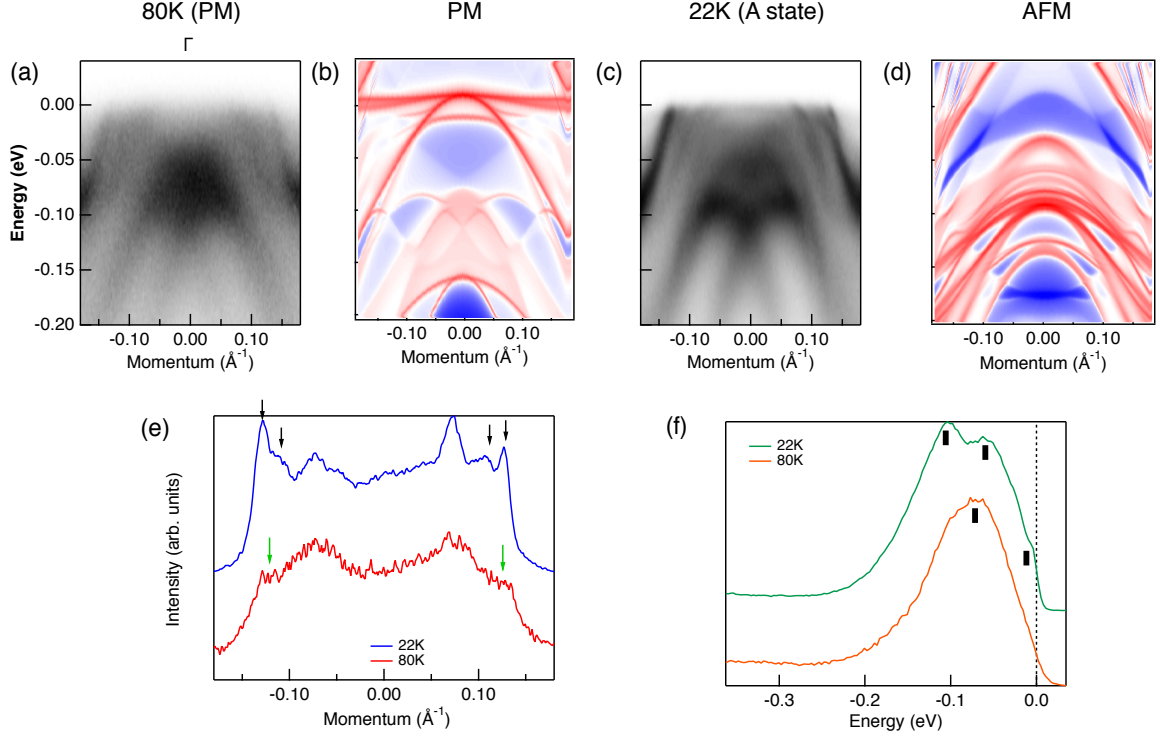 80K (PM)
PM
22K (A state)
AFM
Γ
(a)
(b)
(c)
(d)
Energy (eV)
0.00
-0.05
-0.10
-0.15
-0.20
-0.10
0.00
0.10
Momentum (Å⁻¹)
-0.10
0.00
0.10
Momentum (Å⁻¹)
-0.10
0.00
0.10
Momentum (Å⁻¹)
-0.10
0.00
0.10
Momentum (Å⁻¹)
(e)
Intensity (arb. units)
22K
80K
-0.10
0.00
0.10
Momentum (Å⁻¹)
(f)
22K
80K
-0.3
-0.2
-0.1
0.0
Energy (eV)